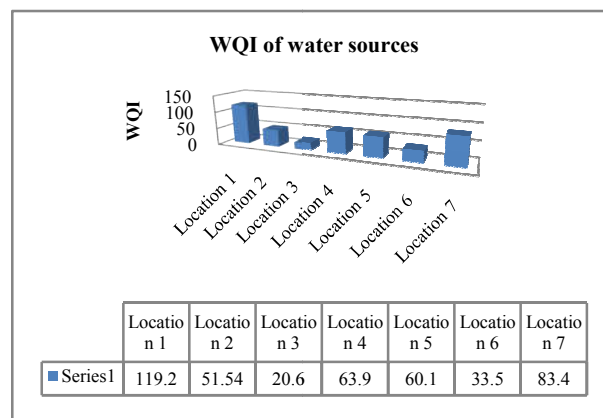 WQI of water sources
WQI
150
100
50
0
Location 1
Location 2
Location 3
Location 4
Location 5
Location 6
Location 7
Locatio Locatio Locatio Locatio Locatio Locatio Locatio
n 1 n 2 n 3 n 4 n 5 n 6 n 7
Series1 119.2 51.54 20.6 63.9 60.1 33.5 83.4